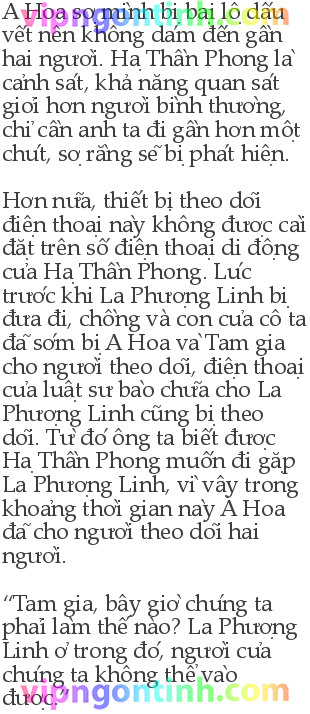 vipngontinh.com
A Hoa sợ mình bị bại lộ dấu
vết nên không dám đến gần
hai người. Hạ Thần Phong là
cảnh sát, khả năng quan sát
giỏi hơn người bình thường,
chỉ cần anh ta đi gần hơn một
chút, sợ rằng sẽ bị phát hiện.
Hơn nữa, thiết bị theo dõi
điện thoại này không được cài
đặt trên số điện thoại di động
của Hạ Thần Phong. Lúc
trước khi La Phượng Linh bị
đưa đi, chồng và con của cô ta
đã sớm bị A Hoa và Tam gia
cho người theo dõi, điện thoại
của luật sư bào chữa cho La
Phượng Linh cũng bị theo
dõi. Từ đó ông ta biết được
Hạ Thần Phong muốn đi gặp
La Phượng Linh, vì vậy trong
khoảng thời gian này A Hoa
đã cho người theo dõi hai
người.
“Tam gia, bây giờ chúng ta
phải làm thế nào? La Phượng
Linh ở trong đó, người của
chúng ta không thể vào
được.”
vipngontinh.com